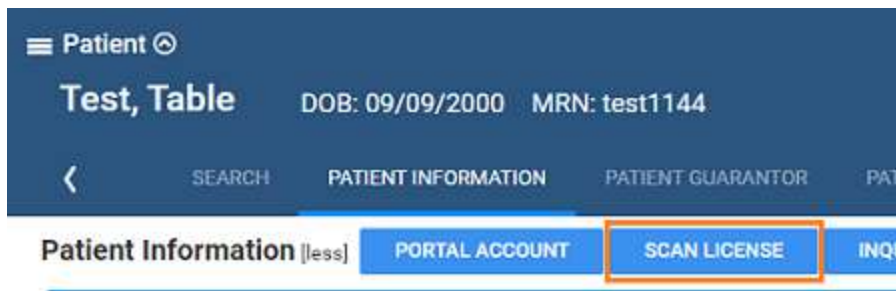 Patient
Test, Table DOB: 09/09/2000 MRN: test1144
SEARCH PATIENT INFORMATION PATIENT GUARANTOR
Patient Information [less] PORTAL ACCOUNT SCAN LICENSE